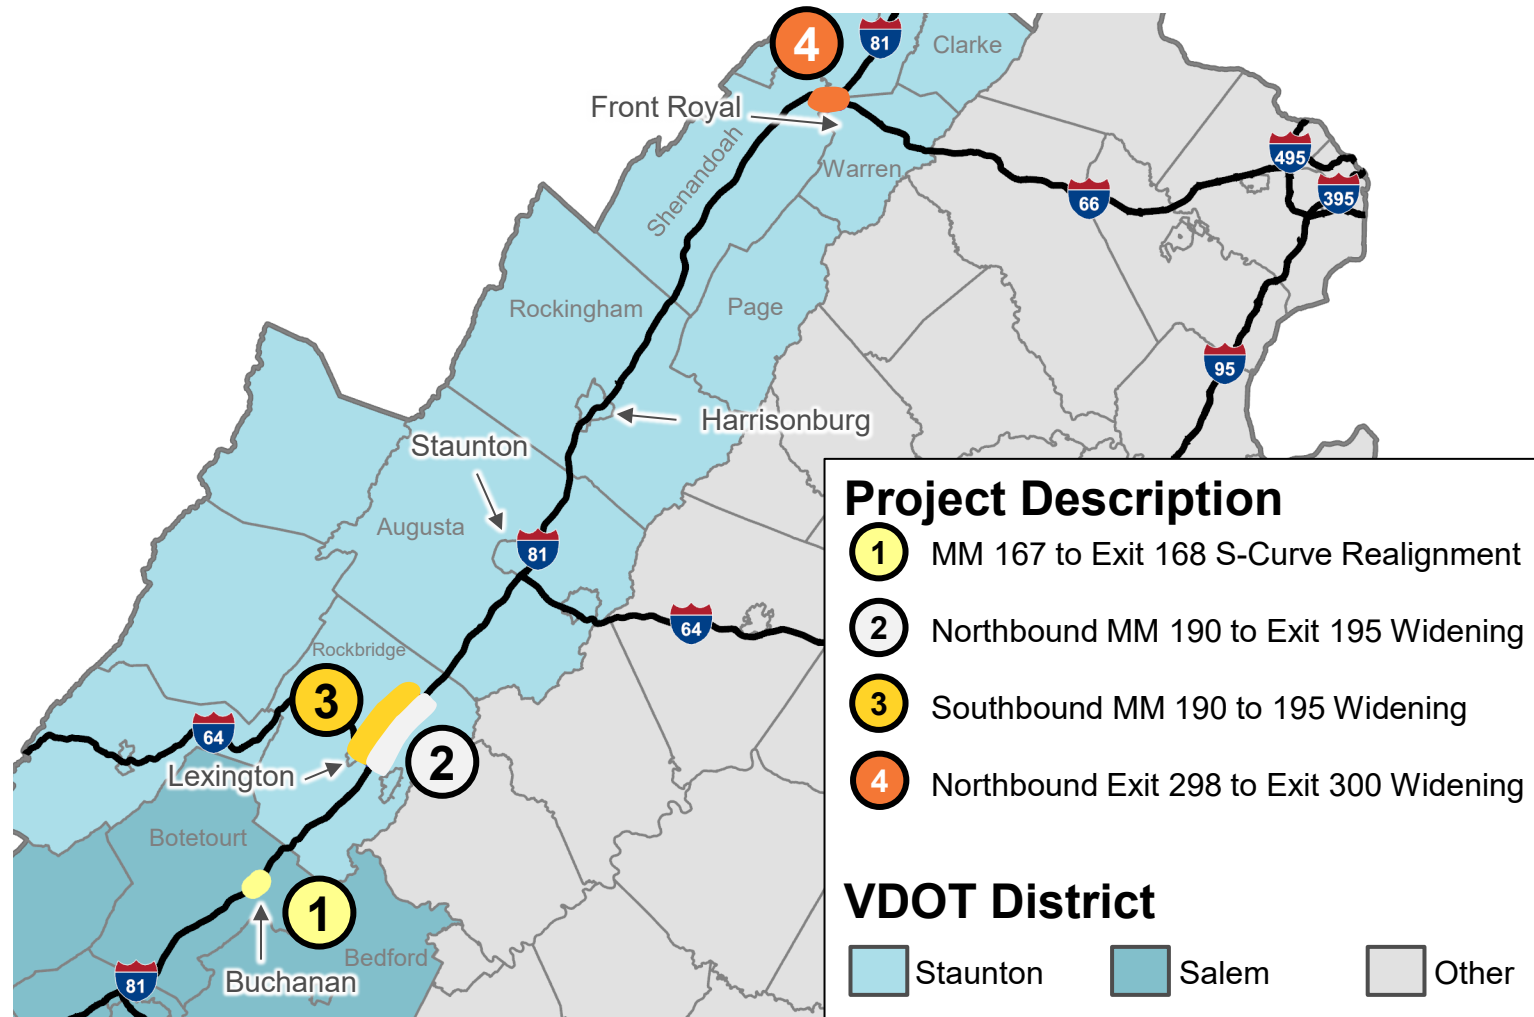 4
81
Clarke
Front Royal
495
Shenandoah
Warren
66
395
Rockingham
Page
95
Harrisonburg
Staunton
Augusta
81
64
Rockbridge
3
64
2
Lexington
Botetourt
1
Bedford
81
Buchanan
Project Description
1 MM 167 to Exit 168 S-Curve Realignment
2 Northbound MM 190 to Exit 195 Widening
3 Southbound MM 190 to 195 Widening
4 Northbound Exit 298 to Exit 300 Widening
VDOT District
Staunton Salem Other